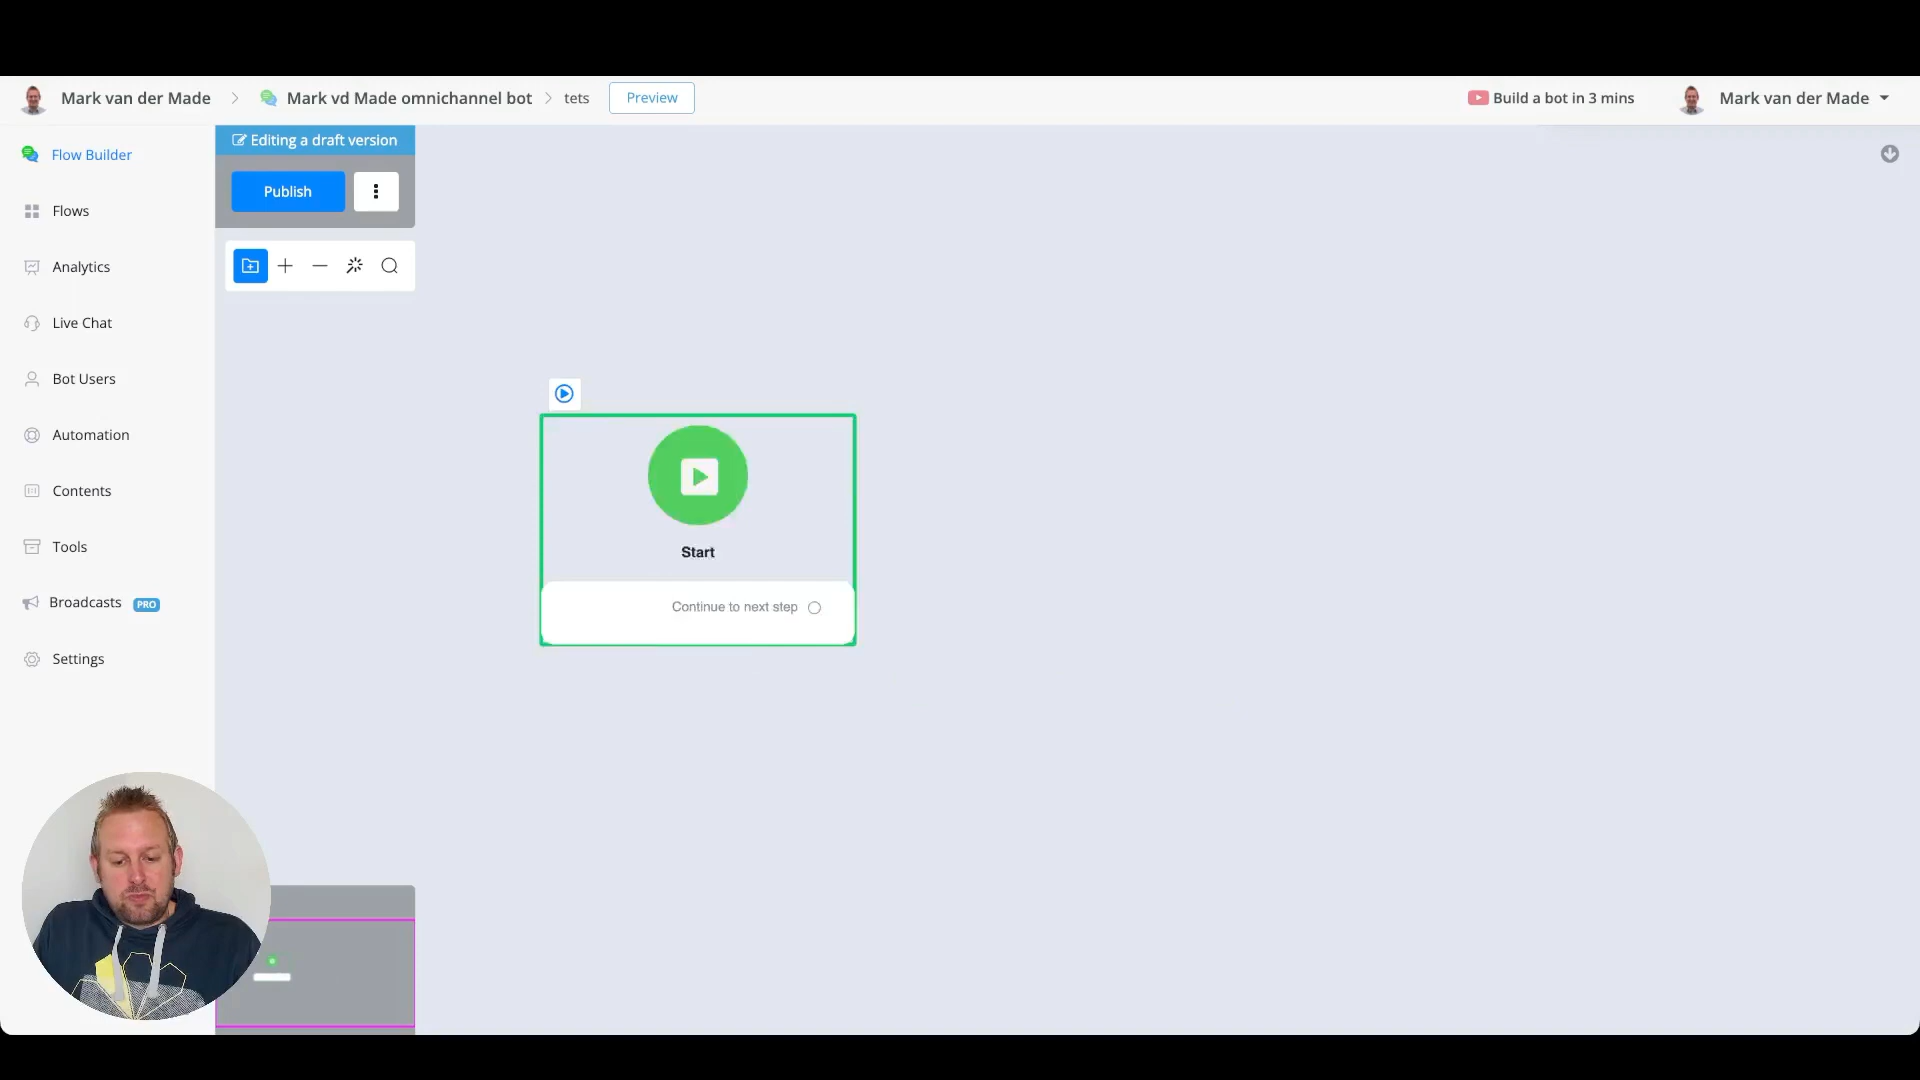 Mark van der Made
Mark vd Made omnichannel bot
tets
Preview
Build a bot in 3 mins
Mark van der Made
Flow Builder
Flows
Analytics
Live Chat
Bot Users
Automation
Contents
Tools
Broadcasts PRO
Settings
Editing a draft version
Publish
Start
Continue to next step